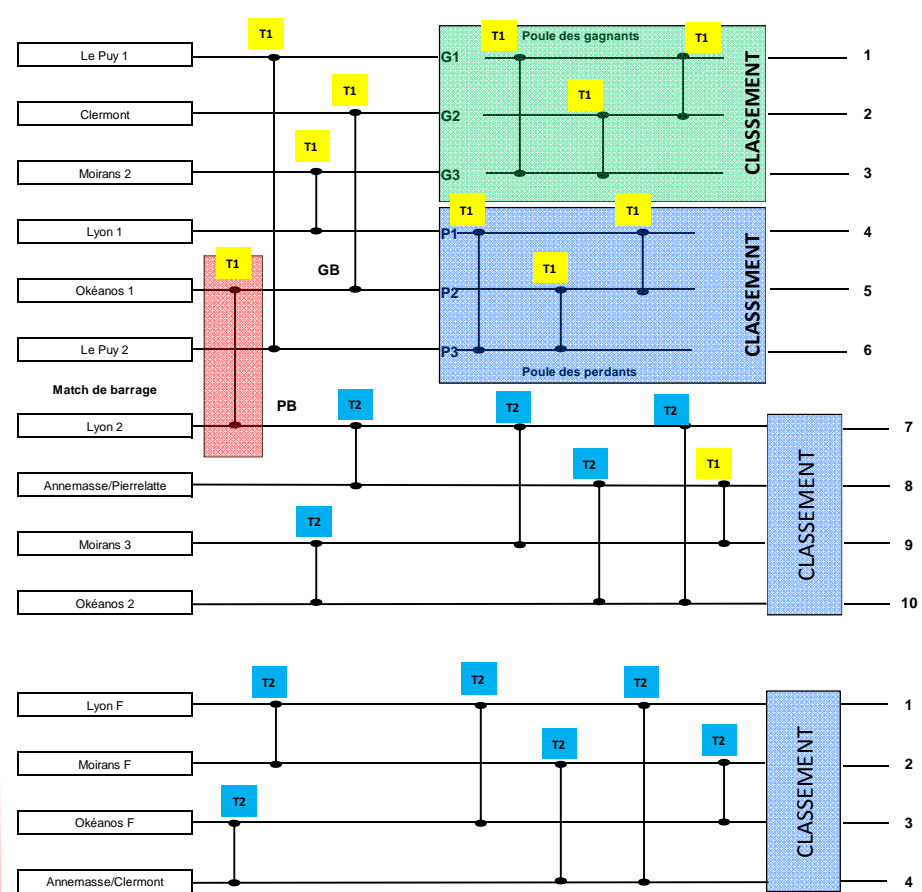 T1 T1 Poule des gagnants T1
Le Puy 1 G1 1
T1 T1
Clermont G2 2
T1
Moirans 2 G3 3
CLASSEMENT
T1 T1
Lyon 1 P1 4
T1 GB T1
Okéanos 1 P2 5
Le Puy 2 P3 6
CLASSEMENT
Poule des perdants
Match de barrage
PB T2 T2 T2
Lyon 2 7
T2 T1
Annemasse/Pierrelatte 8
T2
Moirans 3 9
Okéanos 2 10
CLASSEMENT
T2 T2 T2
Lyon F 1
T2 T2
Moirans F 2
T2
Okéanos F 3
Annemasse/Clermont 4
CLASSEMENT